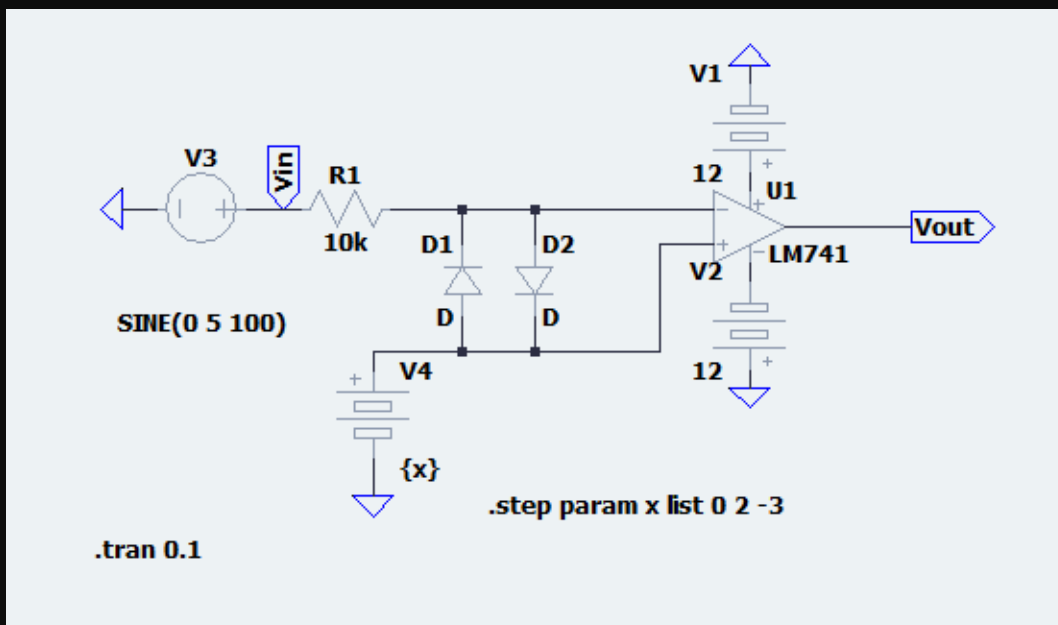 V1
V3
Vin
R1
12
+
U1
-
+
10k
D1
D2
-
+
Vout
V2
LM741
D
D
SINE(0 5 100)
+
V4
12
+
{x}
.step param x list 0 2 -3
.tran 0.1